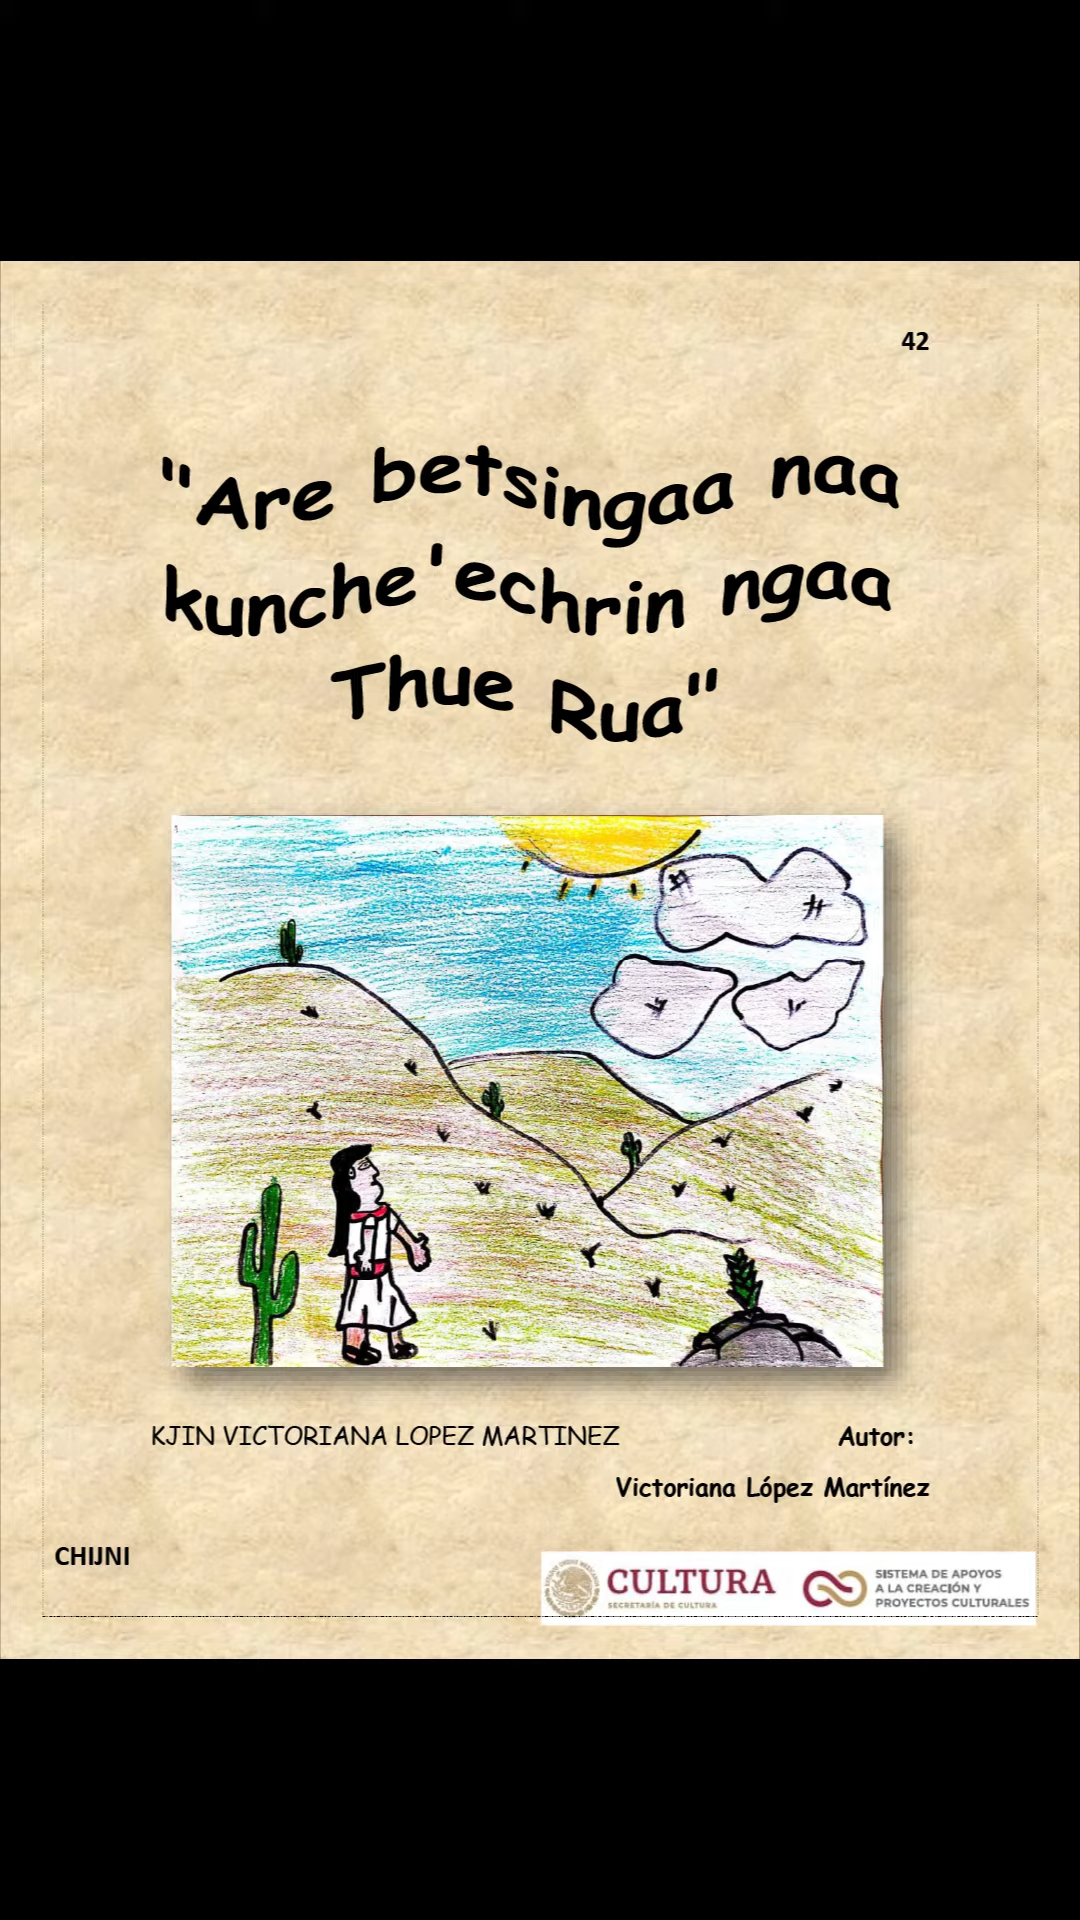 42
"Are betsingaa naa
kunche'echrin ngaa
Thue Rua"
KJIN VICTORIANA LOPEZ MARTINEZ Autor:
Victoriana López Martínez
CHIJNI
CULTURA
SECRETARÍA DE CULTURA
SISTEMA DE APOYOS
A LA CREACIÓN Y
PROYECTOS CULTURALES